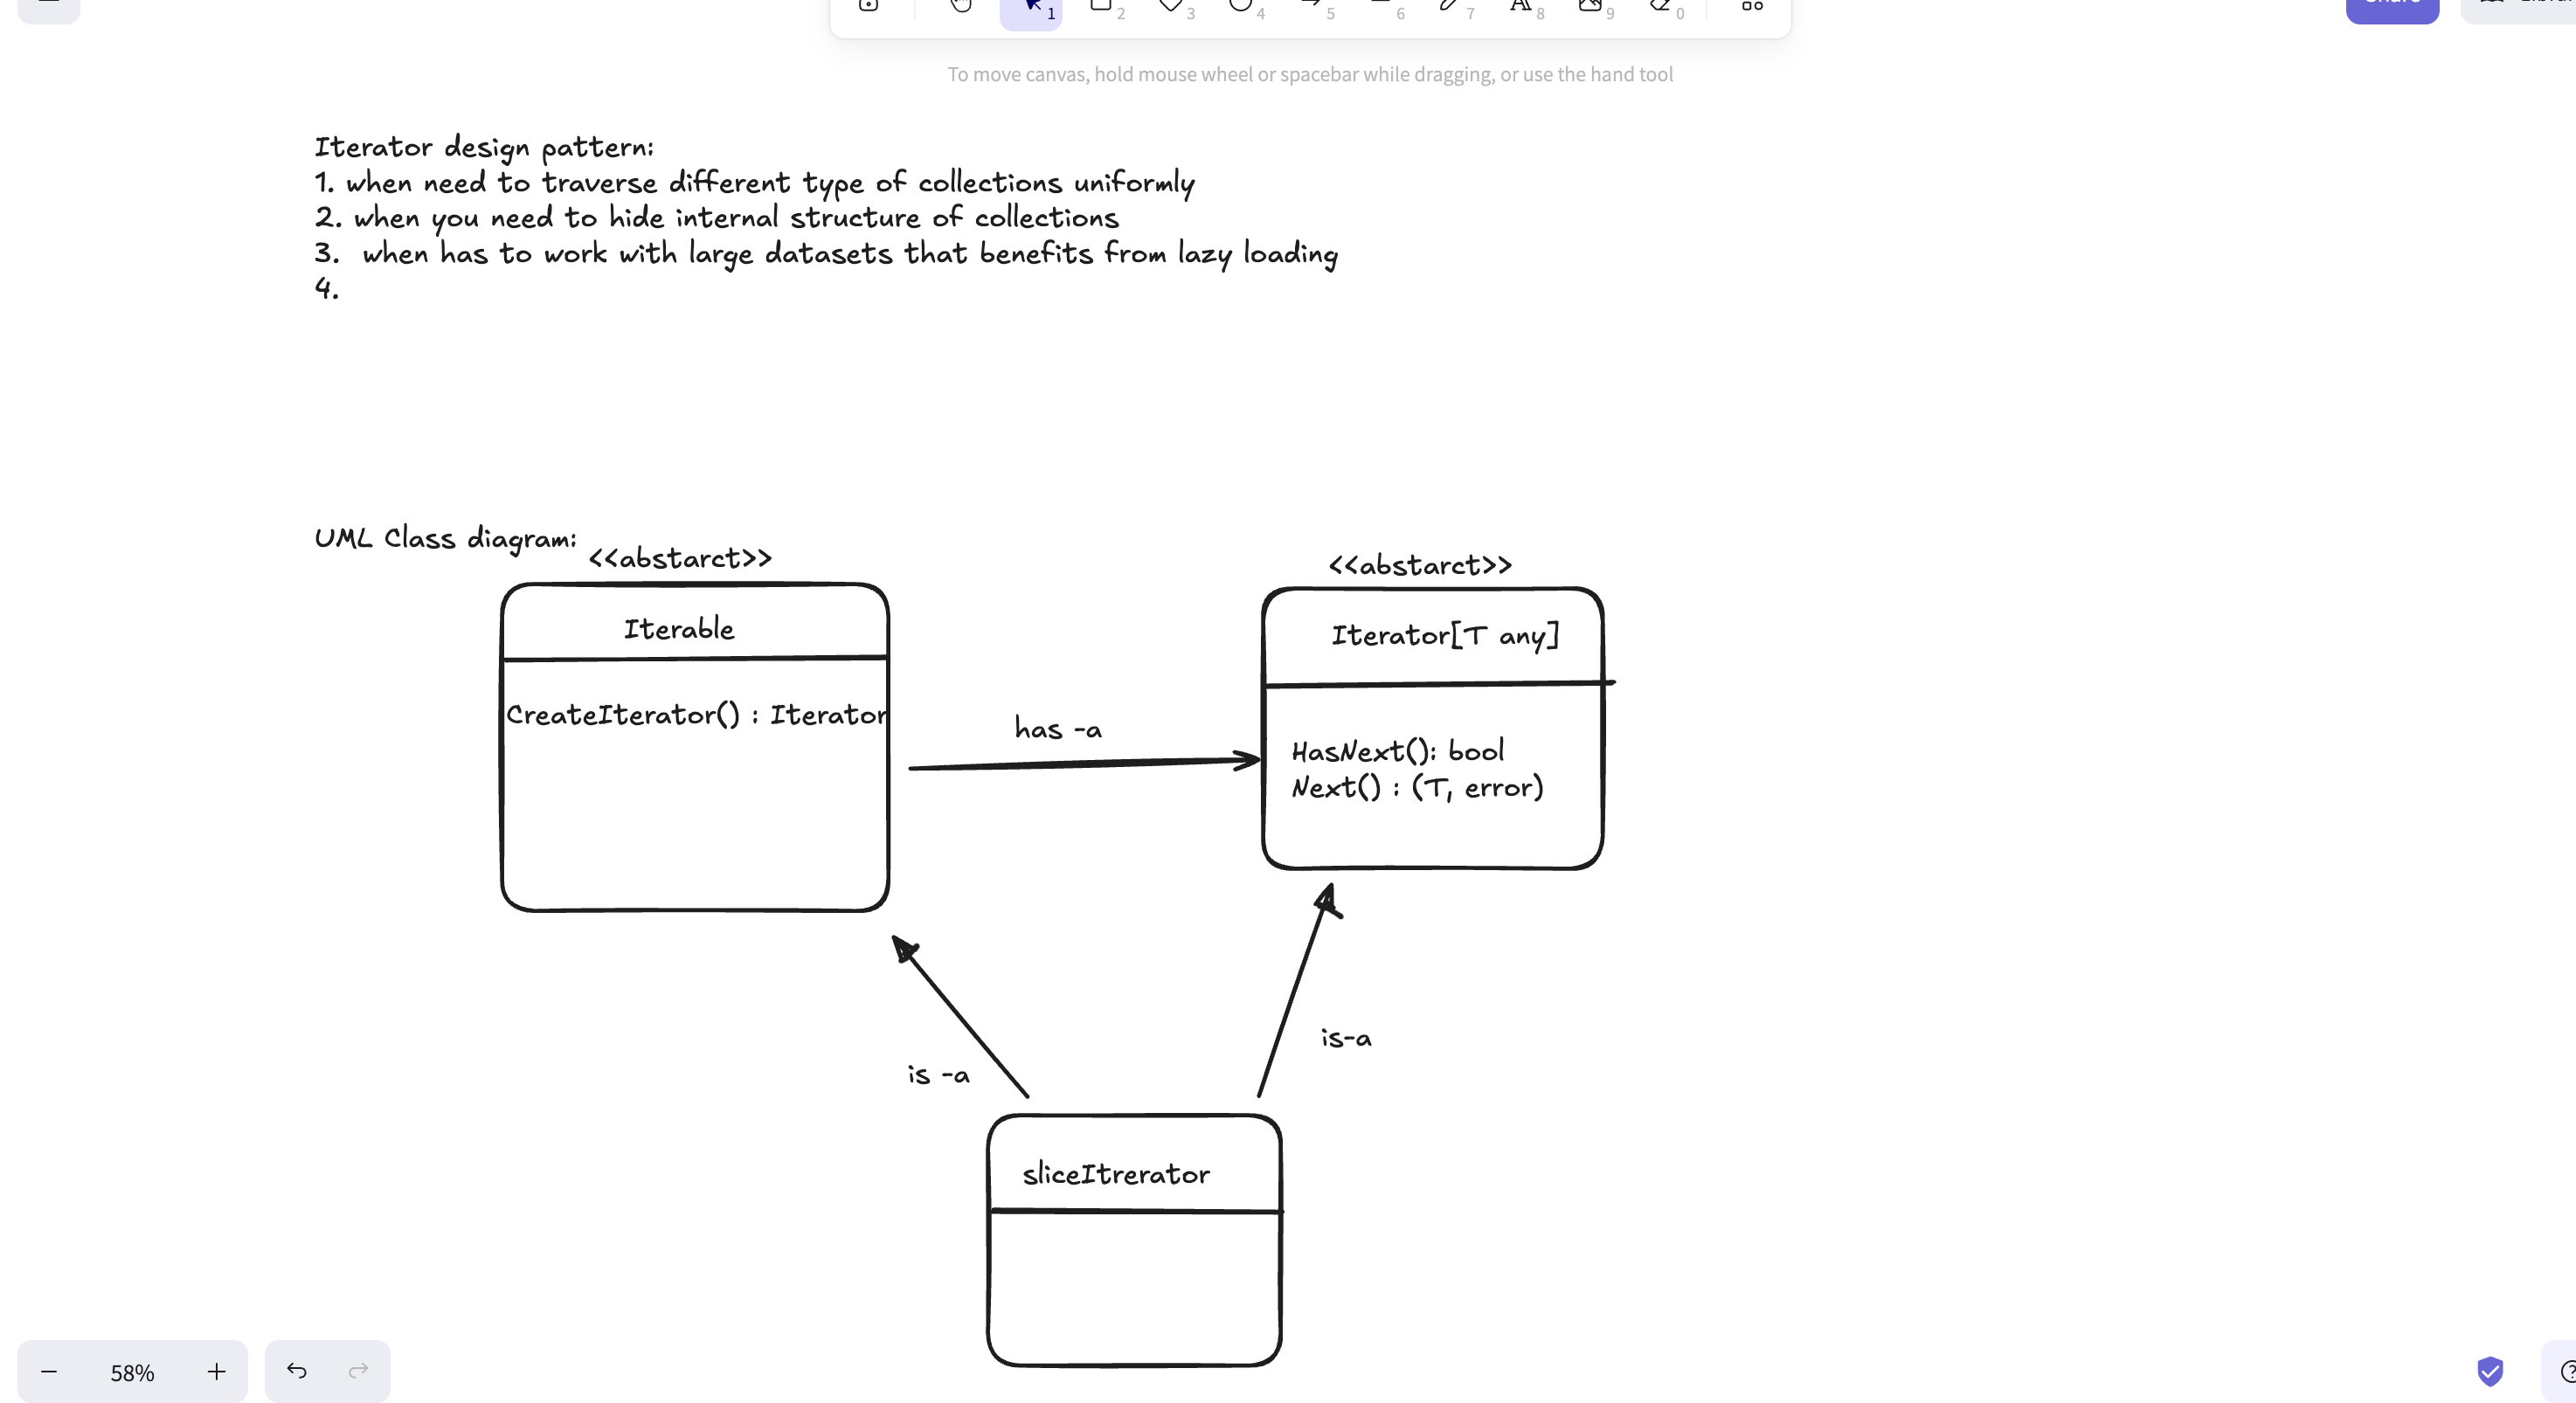 1
2
3
4
5
6
7
8
9
0
To move canvas, hold mouse wheel or spacebar while dragging, or use the hand tool
Iterator design pattern:
1. when need to traverse different type of collections uniformly
2. when you need to hide internal structure of collections
3.  when has to work with large datasets that benefits from lazy loading
4.
UML Class diagram:
<<abstarct>>
<<abstarct>>
Iterable
Iterator[T any]
CreateIterator() : Iterator
has -a
HasNext(): bool
Next() : (T, error)
is-a
is -a
sliceItrerator
58%